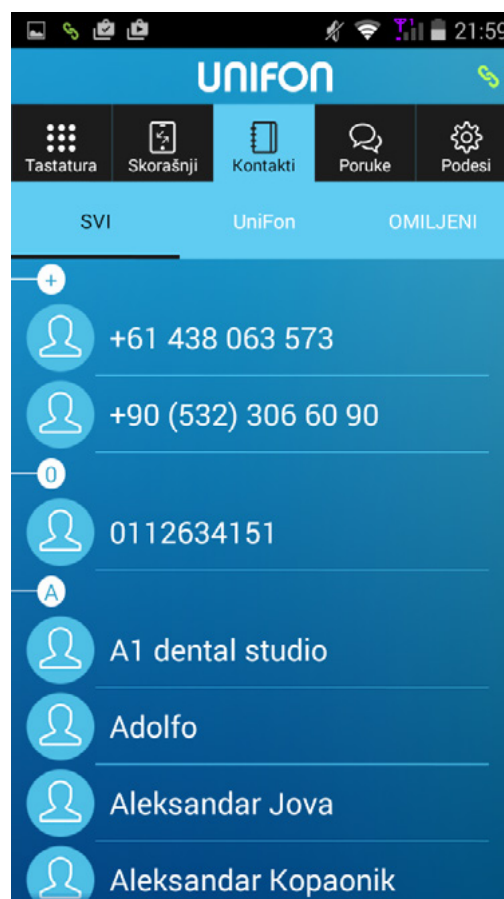 21:59
UNIFON
Tastatura Skorašnji Kontakti Poruke Podesi
SVI UniFon OMILJENI
+
+61 438 063 573
+90 (532) 306 60 90
0
0112634151
A
A1 dental studio
Adolfo
Aleksandar Jova
Aleksandar Kopaonik